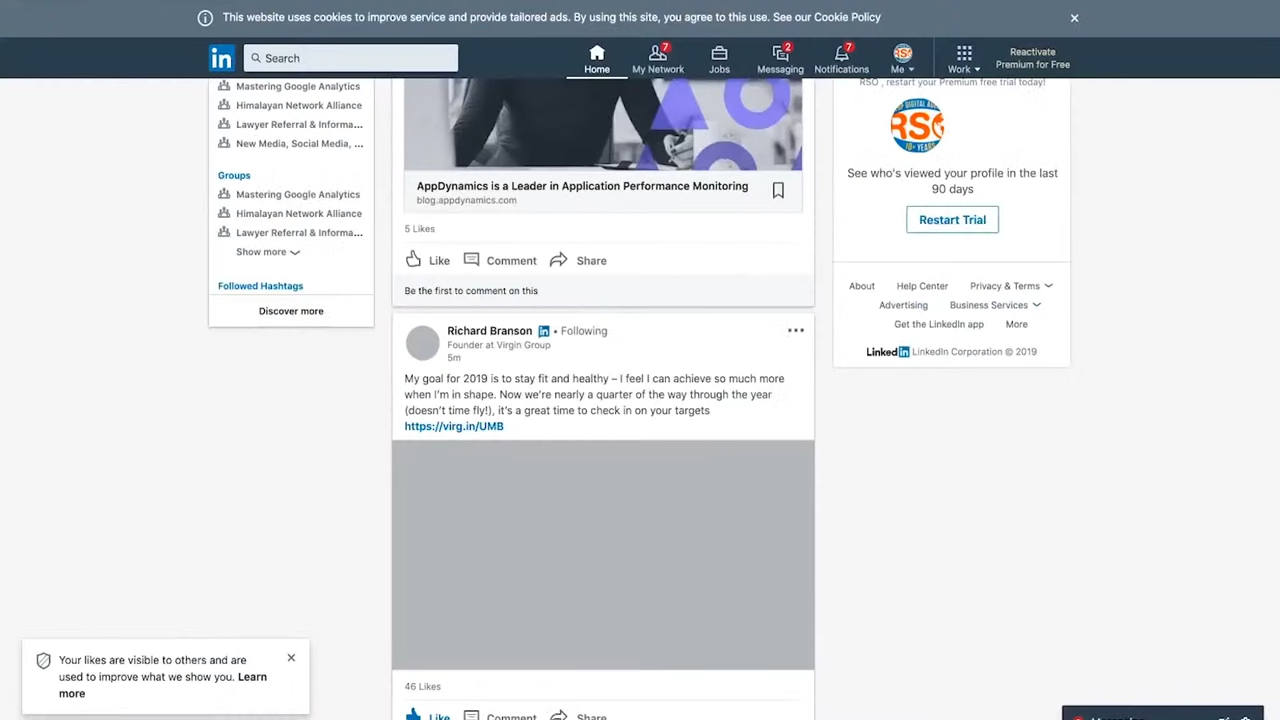 This website uses cookies to improve service and provide tailored ads. By using this site, you agree to this use. See our Cookie Policy
in
Search
7
2
7
Home
My Network
Jobs
Messaging
Notifications
Me
Work
Reactivate
Premium for Free
Mastering Google Analytics
Himalayan Network Alliance
Lawyer Referral & Informa...
New Media, Social Media, ...
Groups
Mastering Google Analytics
Himalayan Network Alliance
Lawyer Referral & Informa...
Show more
Followed Hashtags
Discover more
AppDynamics is a Leader in Application Performance Monitoring
blog.appdynamics.com
5 Likes
Like
Comment
Share
Be the first to comment on this
Richard Branson in • Following
Founder at Virgin Group
5m
My goal for 2019 is to stay fit and healthy – I feel I can achieve so much more
when I'm in shape. Now we're nearly a quarter of the way through the year
(doesn't time fly!), it's a great time to check in on your targets
https://virg.in/UMB
46 Likes
Like
Comment
Share
RSO , restart your Premium free trial today!
RSO
10+ YEARS
See who's viewed your profile in the last
90 days
Restart Trial
About
Help Center
Privacy & Terms
Advertising
Business Services
Get the LinkedIn app
More
LinkedIn LinkedIn Corporation © 2019
Your likes are visible to others and are
used to improve what we show you. Learn
more